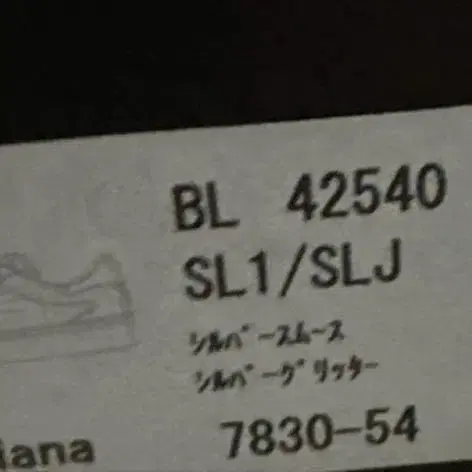 BL 42540
SL1/SLJ
ｼﾙﾊﾞｰｽﾑｰｽ
ｼﾙﾊﾞｰｸﾞﾘｯﾀｰ
iana 7830-54